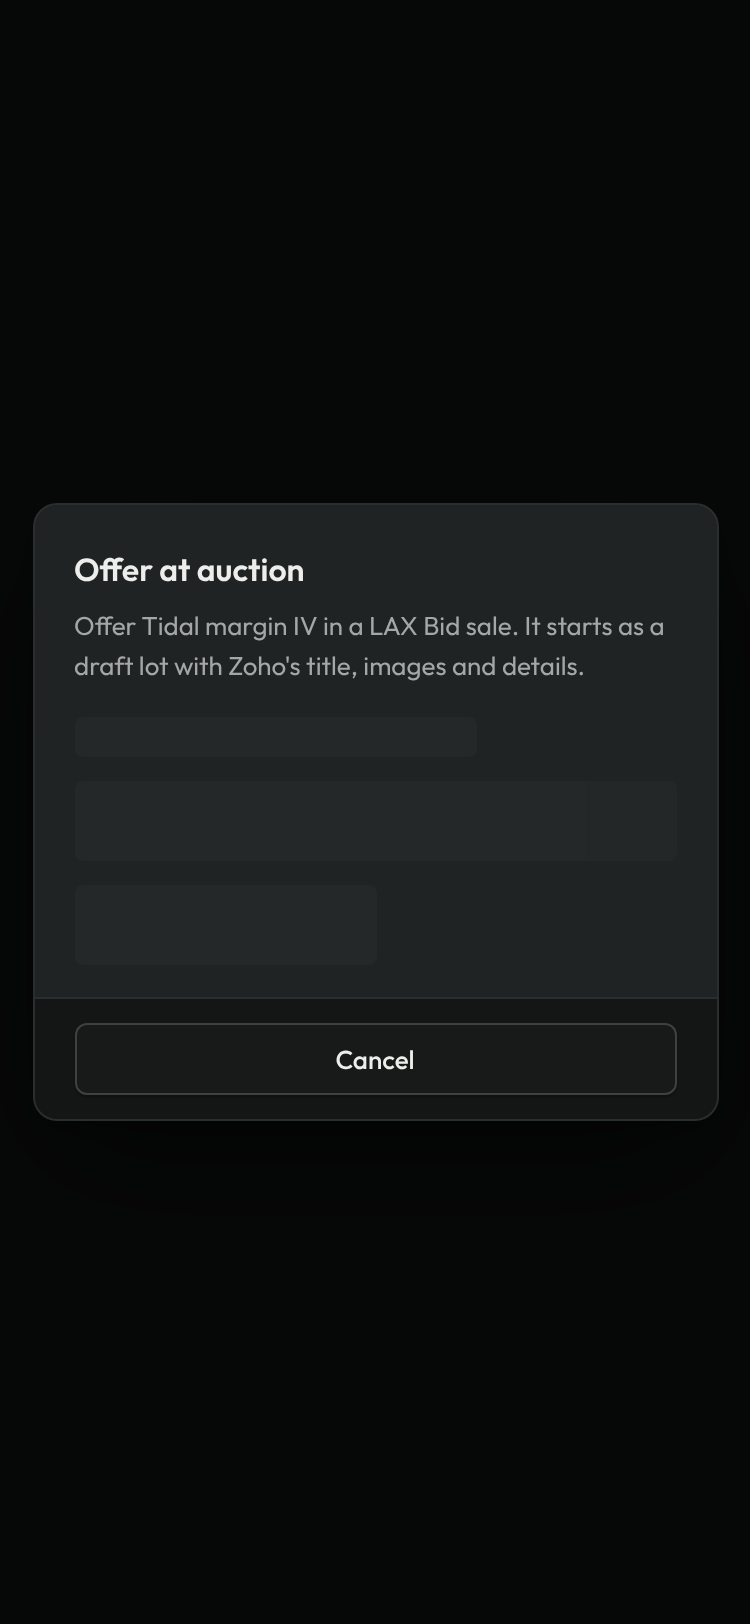 Offer at auction
Offer Tidal margin IV in a LAX Bid sale. It starts as a
draft lot with Zoho's title, images and details.
Cancel